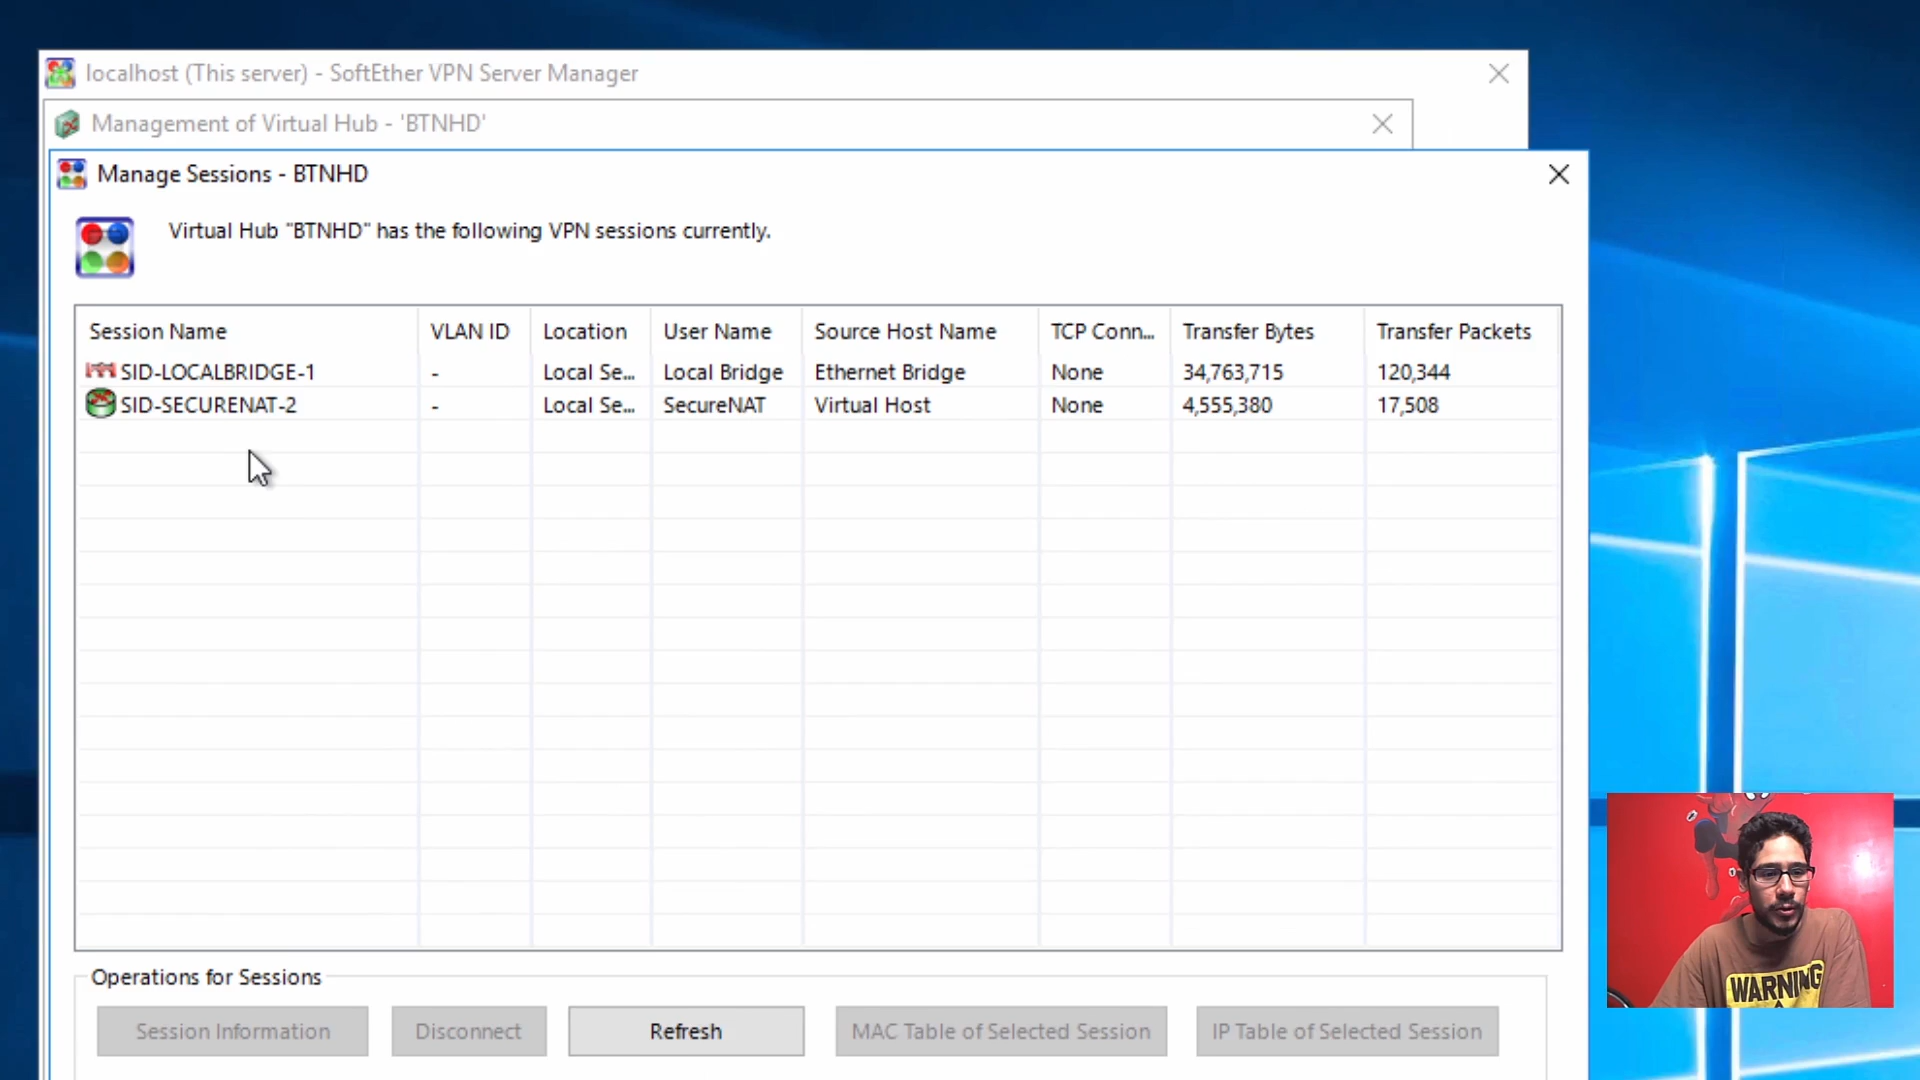 localhost (This server) - SoftEther VPN Server Manager
Management of Virtual Hub - 'BTNHD'
Manage Sessions - BTNHD
Virtual Hub "BTNHD" has the following VPN sessions currently.
Session Name VLAN ID Location User Name Source Host Name TCP Conn... Transfer Bytes Transfer Packets
SID-LOCALBRIDGE-1 - Local Se... Local Bridge Ethernet Bridge None 34,763,715 120,344
SID-SECURENAT-2 - Local Se... SecureNAT Virtual Host None 4,555,380 17,508
Operations for Sessions
Session Information Disconnect Refresh MAC Table of Selected Session IP Table of Selected Session
WARNING